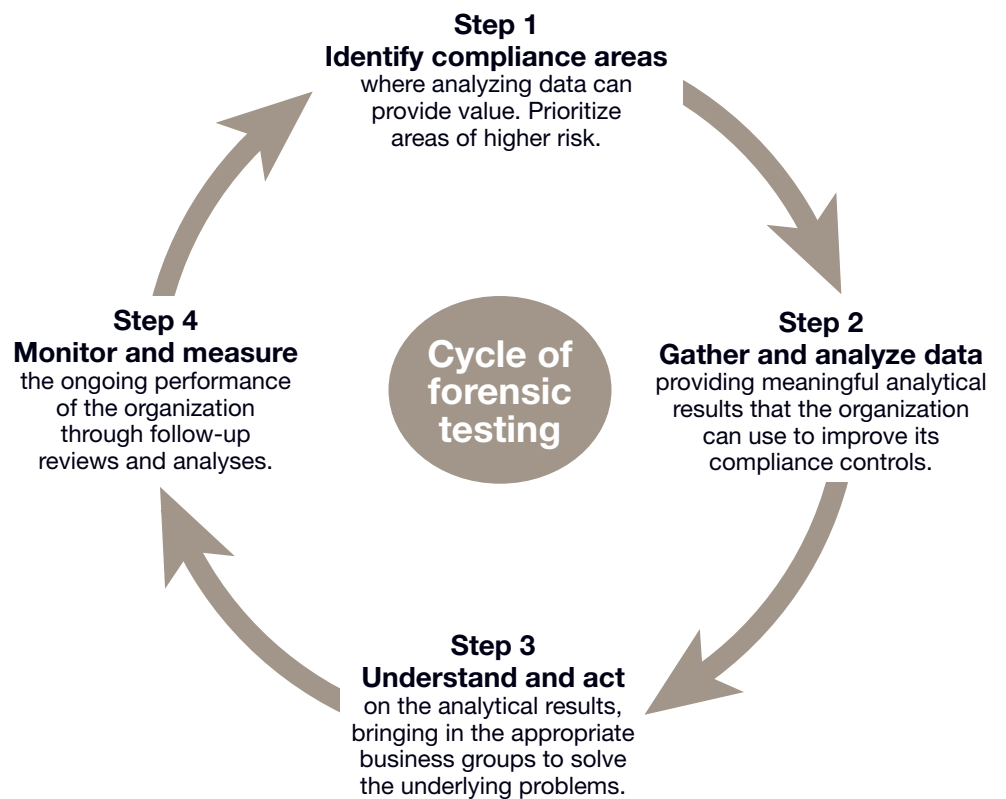 Step 1
Identify compliance areas
where analyzing data can
provide value. Prioritize
areas of higher risk.
Step 2
Gather and analyze data
providing meaningful analytical
results that the organization
can use to improve its
compliance controls.
Step 3
Understand and act
on the analytical results,
bringing in the appropriate
business groups to solve
the underlying problems.
Step 4
Monitor and measure
the ongoing performance
of the organization
through follow-up
reviews and analyses.
Cycle of
forensic
testing